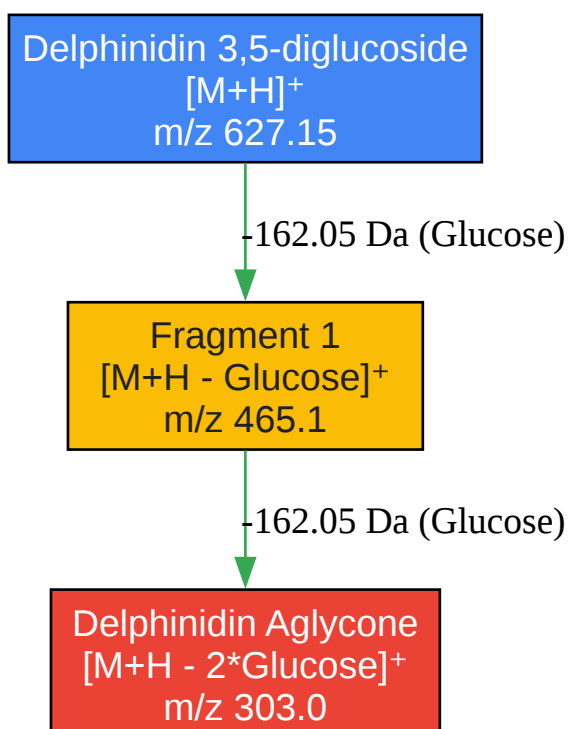 Delphinidin 3,5-diglucoside
[M+H]⁺
m/z 627.15
-162.05 Da (Glucose)
Fragment 1
[M+H - Glucose]⁺
m/z 465.1
-162.05 Da (Glucose)
Delphinidin Aglycone
[M+H - 2*Glucose]⁺
m/z 303.0